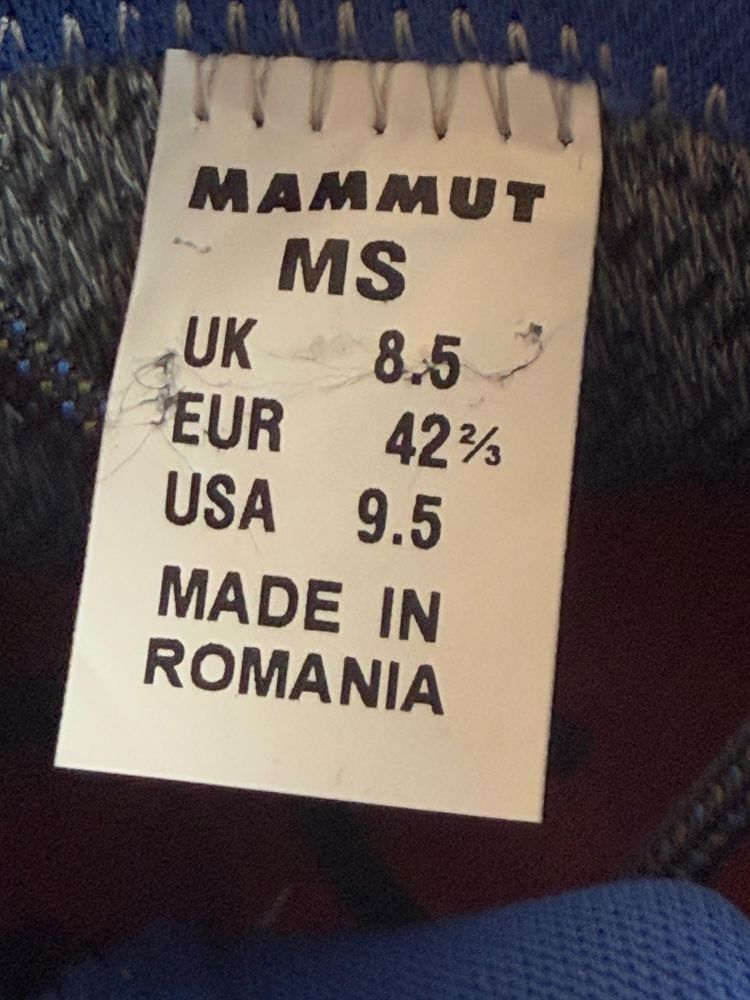 MAMMUT
MS
UK 8.5
EUR 42⅔
USA 9.5
MADE IN
ROMANIA